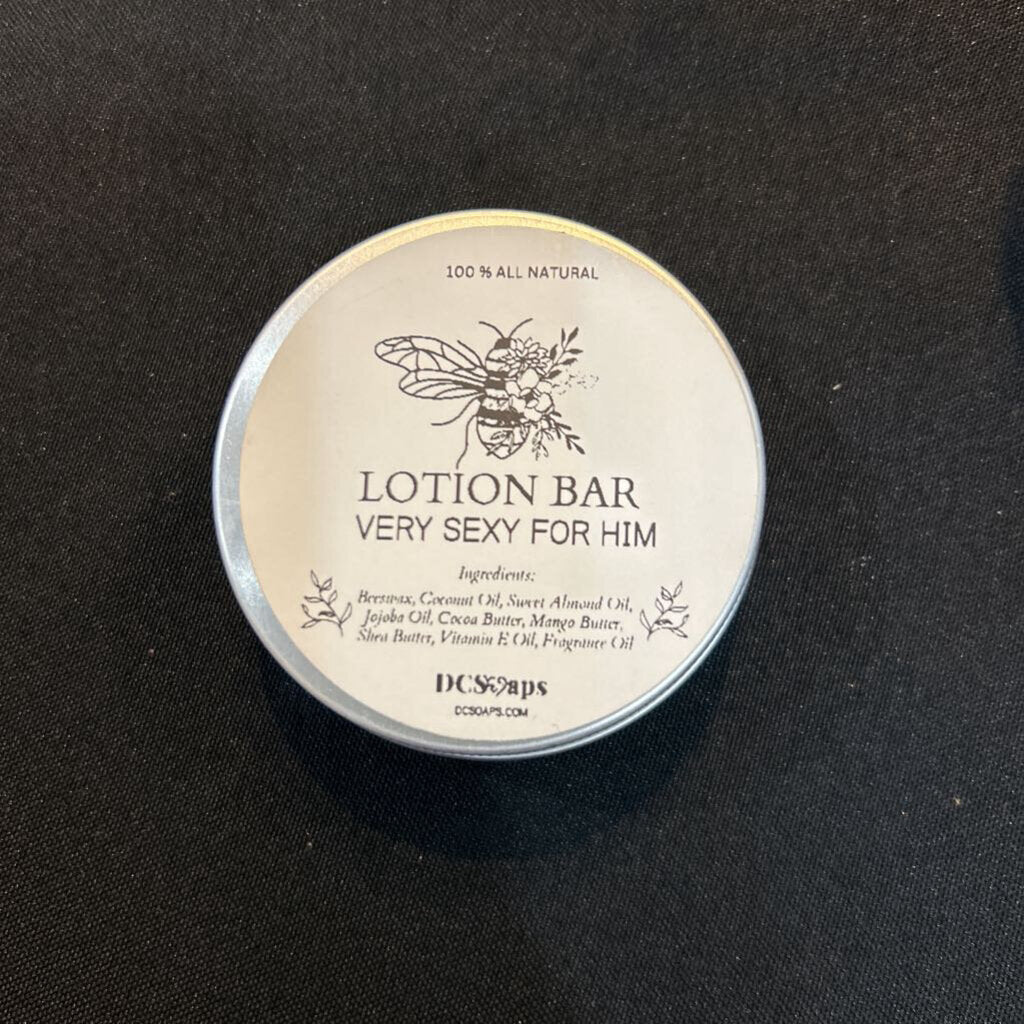 100 % ALL NATURAL
LOTION BAR
VERY SEXY FOR HIM
Ingredients:
Beeswax, Coconut Oil, Sweet Almond Oil,
Jojoba Oil, Cocoa Butter, Mango Butter,
Shea Butter, Vitamin E Oil, Fragrance Oil
DCSoaps
DCSOAPS.COM